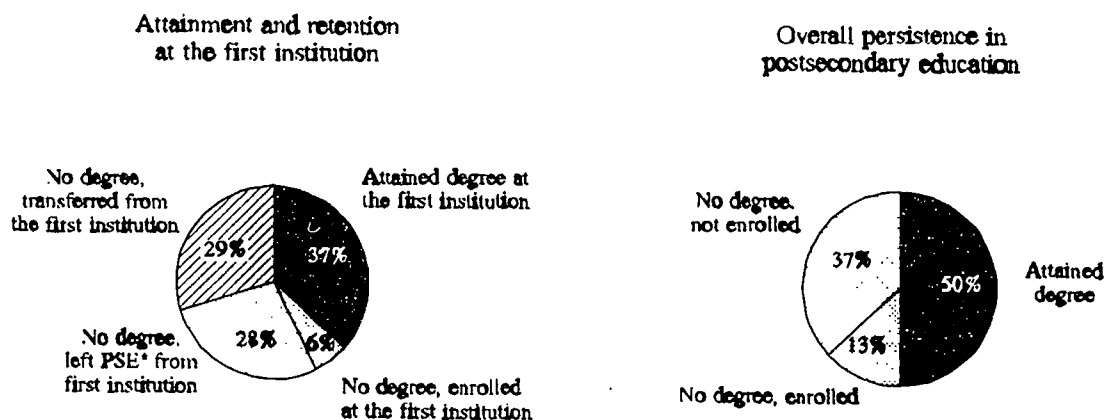 Attainment and retention
at the first institution
No degree,
transferred from
the first institution
29%
Attained degree at
the first institution
37%
No degree,
left PSE* from
first institution
28%
6%
No degree, enrolled
at the first institution
Overall persistence in
postsecondary education
No degree,
not enrolled
37%
50%
Attained
degree
13%
No degree, enrolled